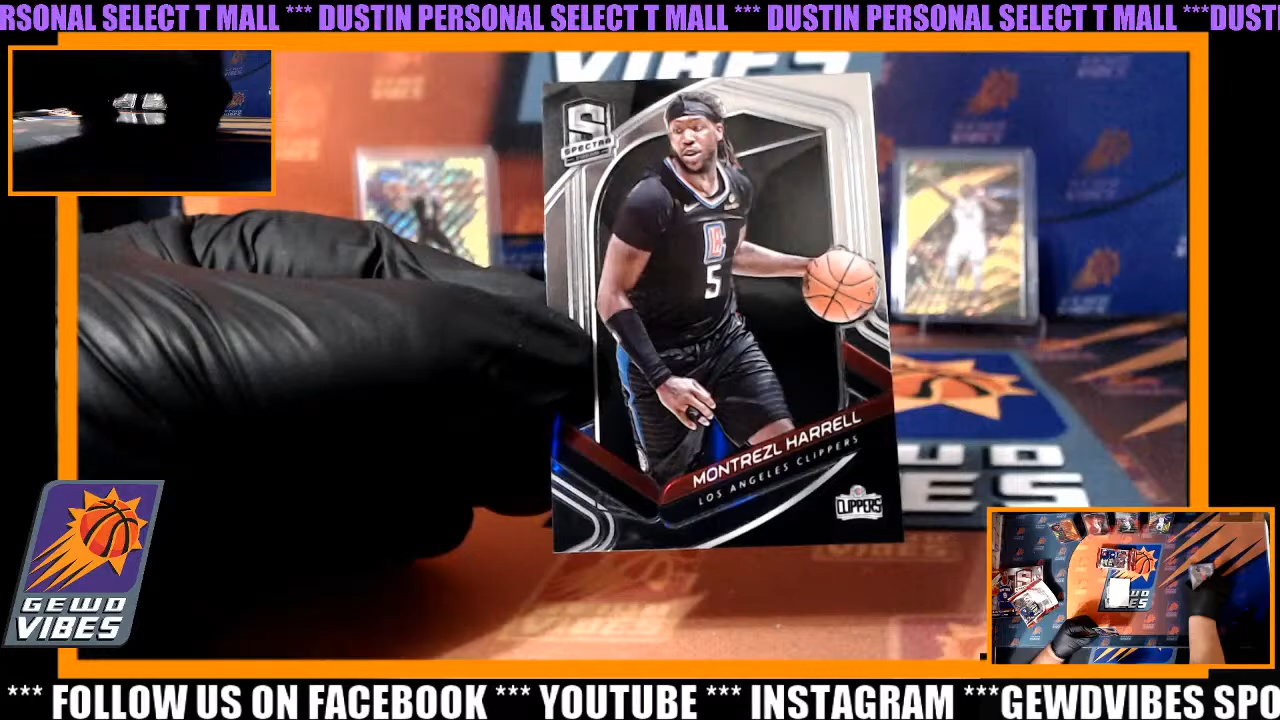 RSONAL SELECT T MALL *** DUSTIN PERSONAL SELECT T MALL *** DUSTIN PERSONAL SELECT T MALL ***DUST
VIBES
S
SPECTRA
5
MONTREZL HARRELL
LOS ANGELES CLIPPERS
CLIPPERS
GEWD
VIBES
*** FOLLOW US ON FACEBOOK *** YOUTUBE *** INSTAGRAM ***GEWDVIBES SPO